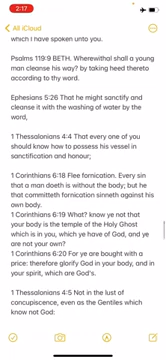 2:17
All iCloud
which I have spoken unto you.
Psalms 119:9 BETH. Wherewithal shall a young
man cleanse his way? by taking heed thereto
according to thy word.
Ephesians 5:26 That he might sanctify and
cleanse it with the washing of water by the
word,
1 Thessalonians 4:4 That every one of you
should know how to possess his vessel in
sanctification and honour;
1 Corinthians 6:18 Flee fornication. Every sin
that a man doeth is without the body; but he
that committeth fornication sinneth against his
own body.
1 Corinthians 6:19 What? know ye not that your
body is the temple of the Holy Ghost
which is in you, which ye have of God, and ye
are not your own?
1 Corinthians 6:20 For ye are bought with a
price: therefore glorify God in your body, and in
your spirit, which are God's.
1 Thessalonians 4:5 Not in the lust of
concupiscence, even as the Gentiles which
know not God: